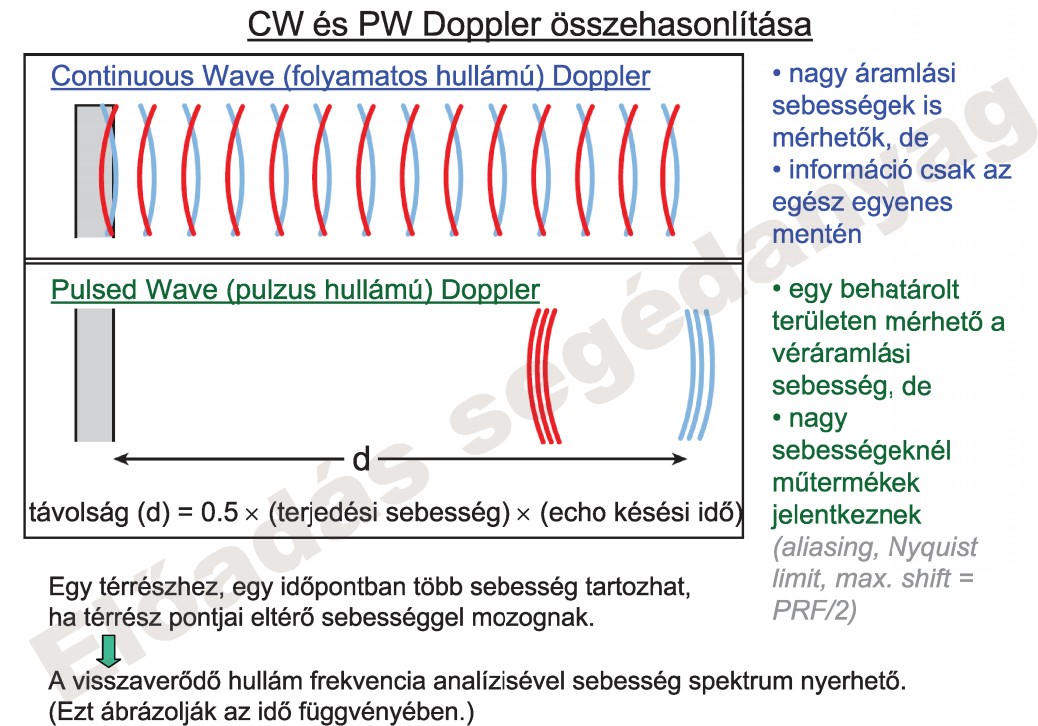 CW és PW Doppler összehasonlítása
Continuous Wave (folyamatos hullámú) Doppler
• nagy áramlási
sebességek is
mérhetők, de
• információ csak az
egész egyenes
mentén
Pulsed Wave (pulzus hullámú) Doppler
d
távolság (d) = 0.5 × (terjedési sebesség) × (echo késési idő)
• egy behatárolt
területen mérhető a
véráramlási
sebesség, de
• nagy
sebességeknél
műtermékek
jelentkeznek
(aliasing, Nyquist
limit, max. shift =
PRF/2)
Egy térrészhez, egy időpontban több sebesség tartozhat,
ha térrész pontjai eltérő sebességgel mozognak.
A visszaverődő hullám frekvencia analízisével sebesség spektrum nyerhető.
(Ezt ábrázolják az idő függvényében.)
Előadás segédanyag